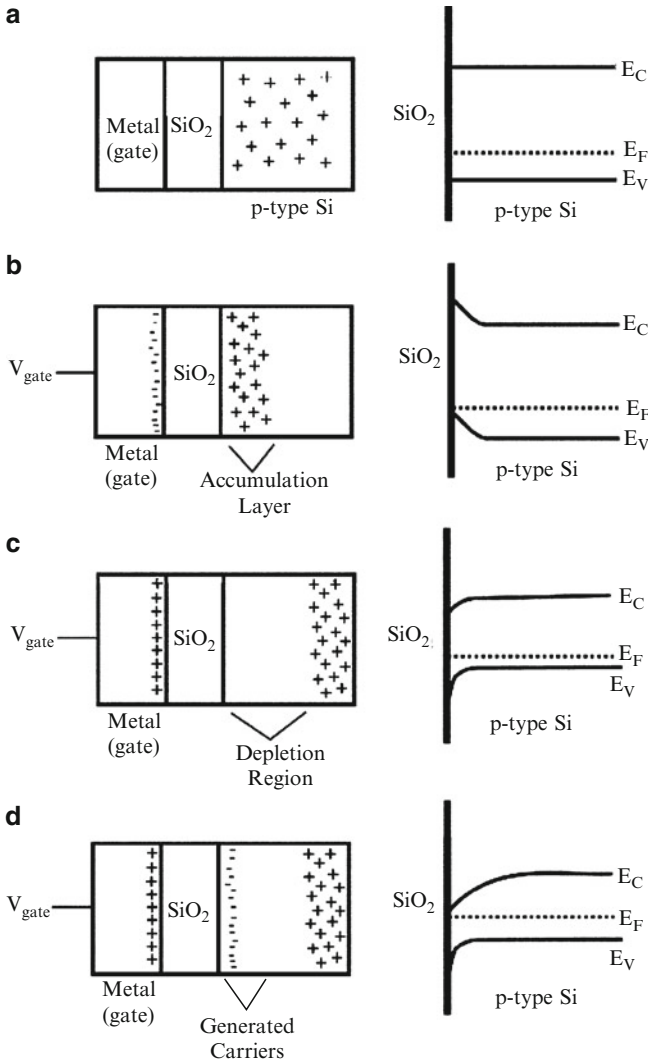 a
Metal
(gate)
SiO2
p-type Si
SiO2
EC
EF
EV
p-type Si
b
Vgate
SiO2
Metal
(gate)
Accumulation
Layer
SiO2
EC
EF
EV
p-type Si
c
Vgate
SiO2
Metal
(gate)
Depletion
Region
SiO2
EC
EF
EV
p-type Si
d
Vgate
SiO2
Metal
(gate)
Generated
Carriers
SiO2
EC
EF
EV
p-type Si